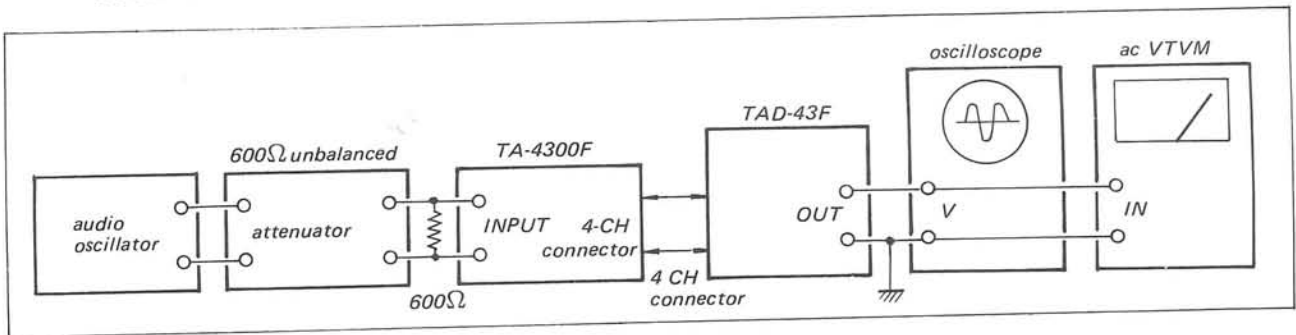 oscilloscope
ac VTVM
TAD-43F
600Ω unbalanced
TA-4300F
audio
oscillator
attenuator
INPUT
4-CH
connector
OUT
V
IN
600Ω
4 CH
connector